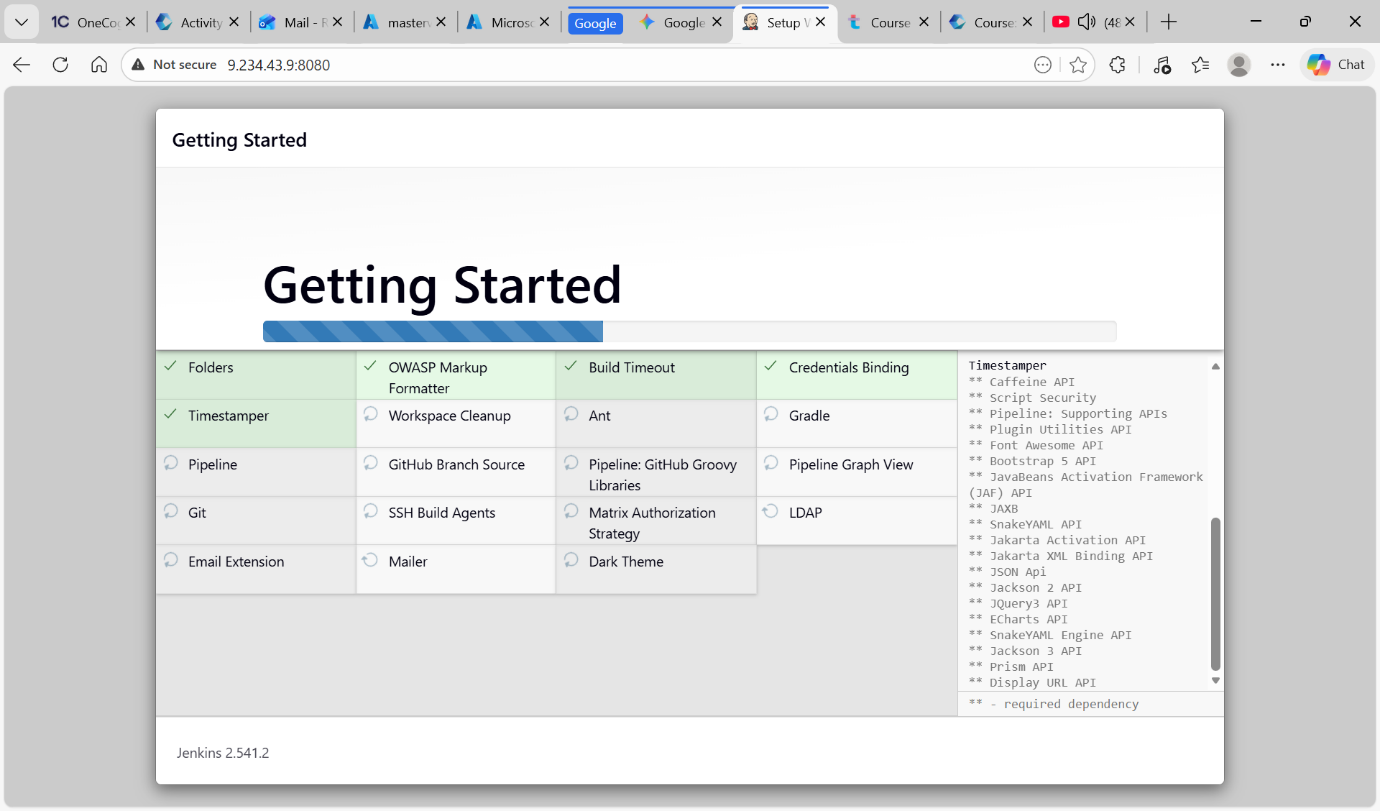 OneCog
Activity
Mail - R
masterv
Microso
Google
Google
Setup W
Course
Course:
(48
Not secure 9.234.43.9:8080
Chat
Getting Started
Getting Started
Folders
OWASP Markup
Formatter
Build Timeout
Credentials Binding
Timestamper
Workspace Cleanup
Ant
Gradle
Pipeline
GitHub Branch Source
Pipeline: GitHub Groovy
Libraries
Pipeline Graph View
Git
SSH Build Agents
Matrix Authorization
Strategy
LDAP
Email Extension
Mailer
Dark Theme
Timestamper
** Caffeine API
** Script Security
** Pipeline: Supporting APIs
** Plugin Utilities API
** Font Awesome API
** Bootstrap 5 API
** JavaBeans Activation Framework
(JAF) API
** JAXB
** SnakeYAML API
** Jakarta Activation API
** Jakarta XML Binding API
** JSON Api
** Jackson 2 API
** JQuery3 API
** ECharts API
** SnakeYAML Engine API
** Jackson 3 API
** Prism API
** Display URL API
** - required dependency
Jenkins 2.541.2